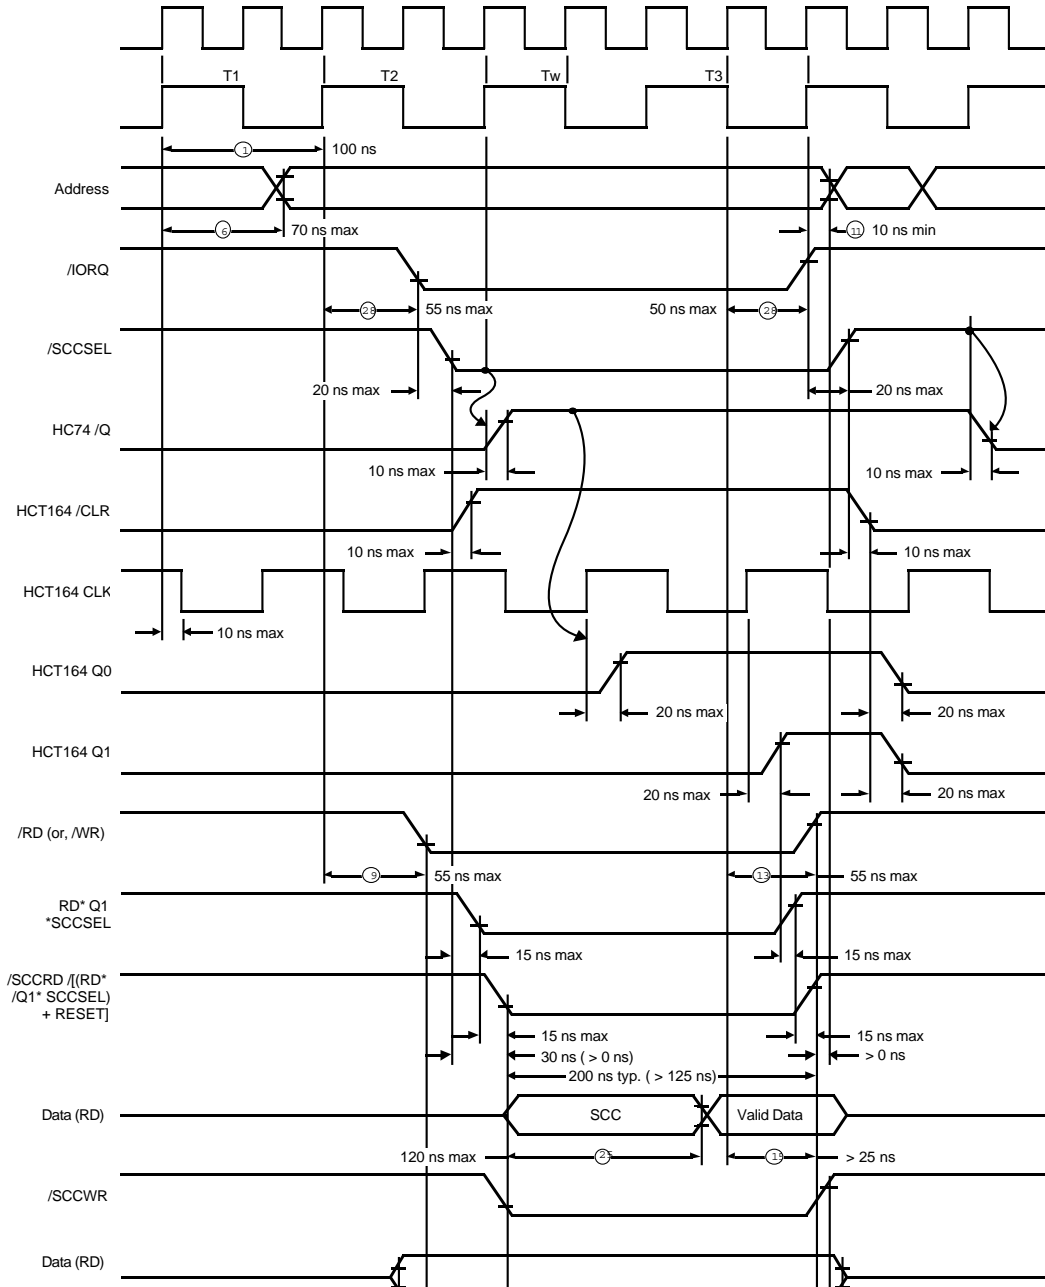 T1 T2 Tw T3
1 100 ns
Address
6 70 ns max 11 10 ns min
/IORQ
28 55 ns max 50 ns max 28
/SCCSEL
20 ns max 20 ns max
HC74 /Q
10 ns max 10 ns max
HCT164 /CLR
10 ns max 10 ns max
HCT164 CLK
10 ns max
HCT164 Q0
20 ns max 20 ns max
HCT164 Q1
20 ns max 20 ns max
/RD (or, /WR)
9 55 ns max 13 55 ns max
RD* Q1
*SCCSEL
15 ns max 15 ns max
/SCCRD /[(RD*
/Q1* SCCSEL)
+ RESET]
15 ns max 15 ns max
30 ns ( > 0 ns) > 0 ns
200 ns typ. ( > 125 ns)
Data (RD) SCC Valid Data
120 ns max 25 15 > 25 ns
/SCCWR
Data (RD)